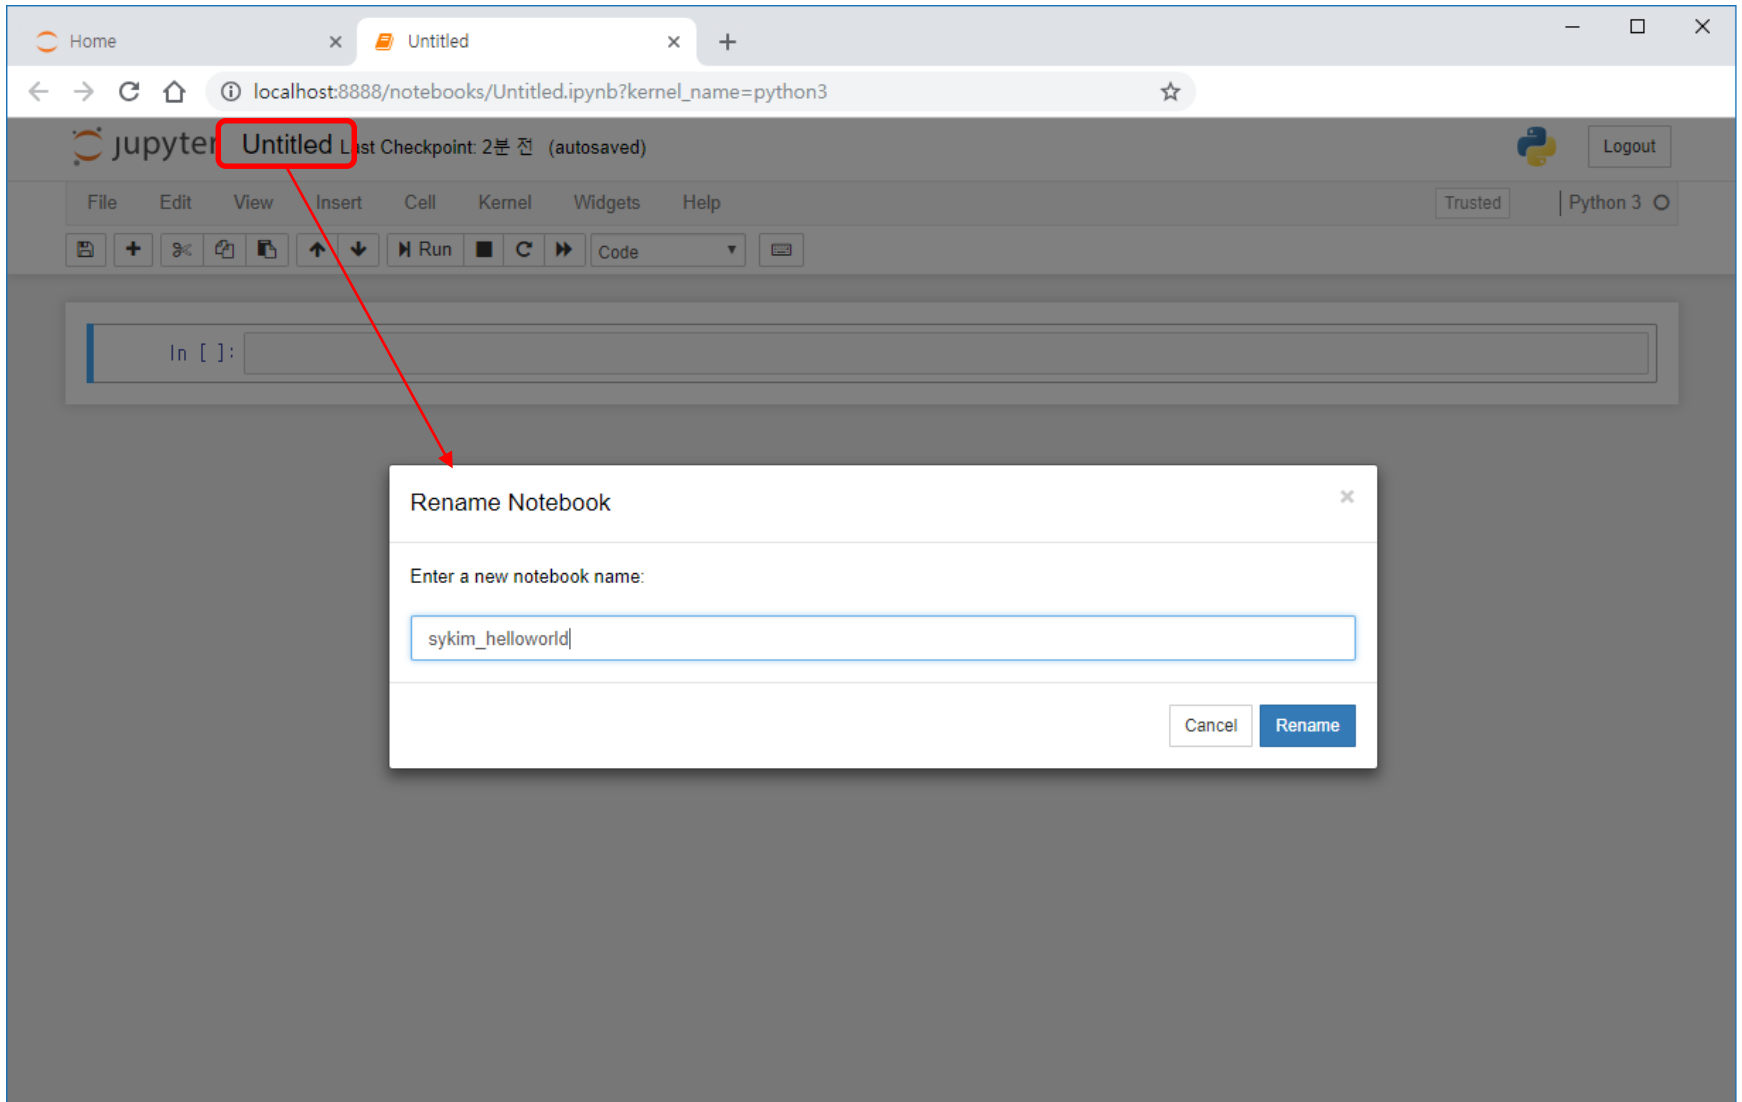 Home
Untitled
localhost:8888/notebooks/Untitled.ipynb?kernel_name=python3
jupyter Untitled Last Checkpoint: 2분 전 (autosaved)
Logout
File Edit View Insert Cell Kernel Widgets Help
Trusted
Python 3
Run
Code
In [ ]:
Rename Notebook
Enter a new notebook name:
sykim_helloworld
Cancel
Rename